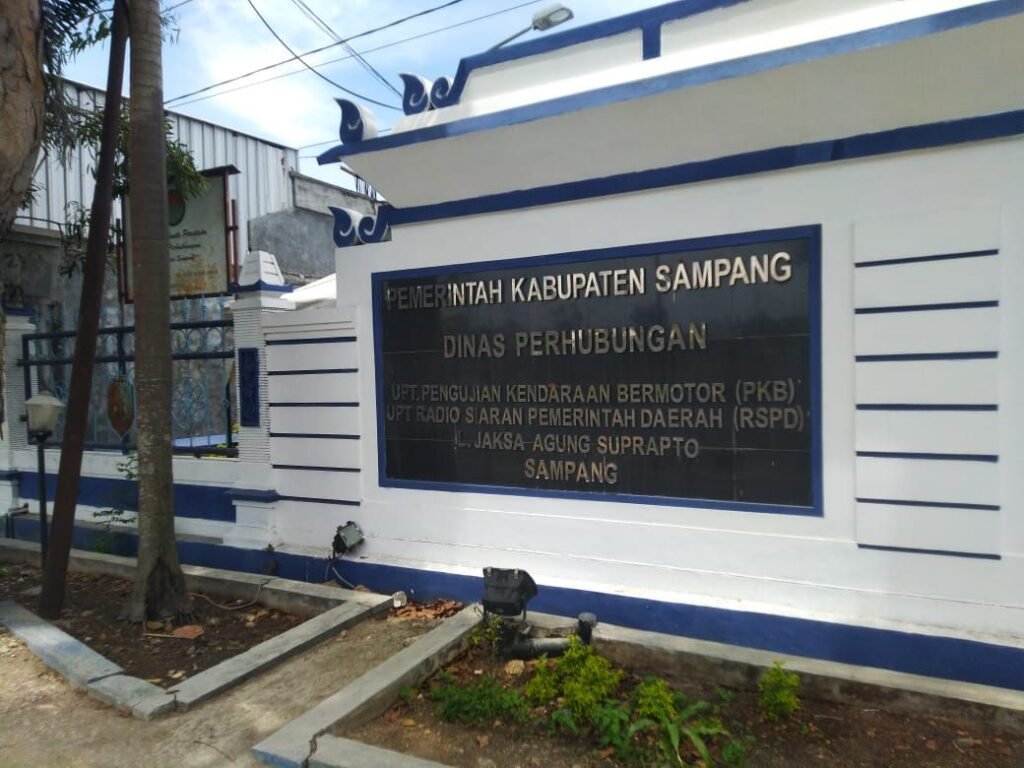 PEMERINTAH KABUPATEN SAMPANG
DINAS PERHUBUNGAN
UPT. PENGUJIAN KENDARAAN BERMOTOR (PKB)
UPT RADIO SIARAN PEMERINTAH DAERAH (RSPD)
L. JAKSA AGUNG SUPRAPTO
SAMPANG